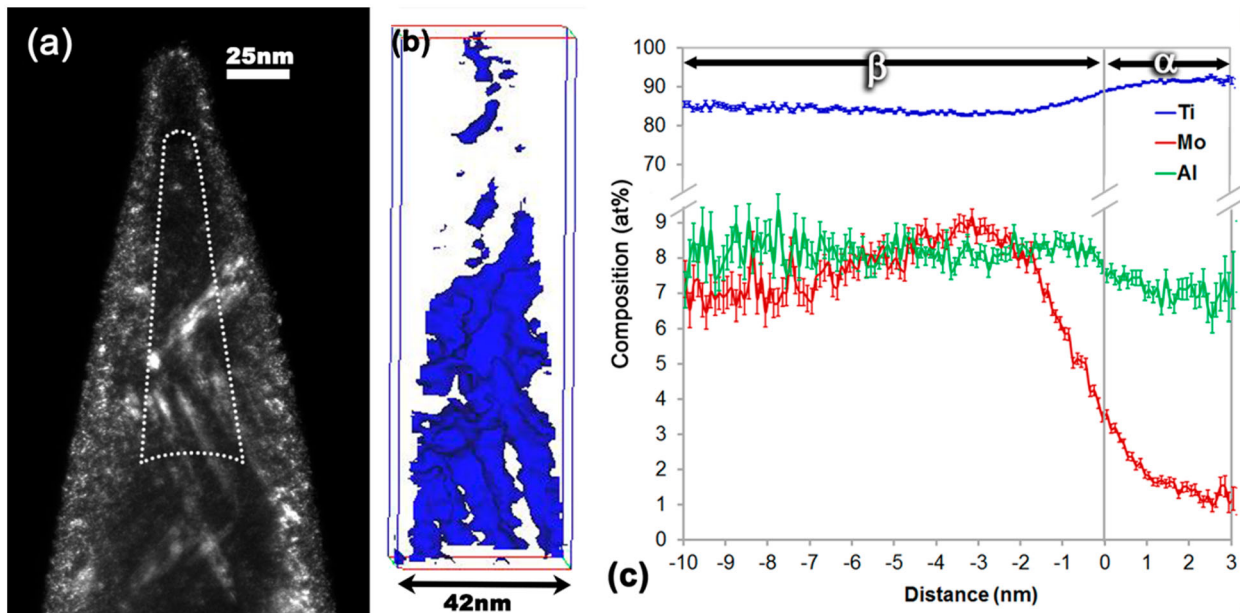 (a)
25nm
(b)
42nm
(c)
100
90
80
70
9
8
7
6
5
4
3
2
1
0
Composition (at%)
β
α
Ti
Mo
Al
-10 -9 -8 -7 -6 -5 -4 -3 -2 -1 0 1 2 3
Distance (nm)